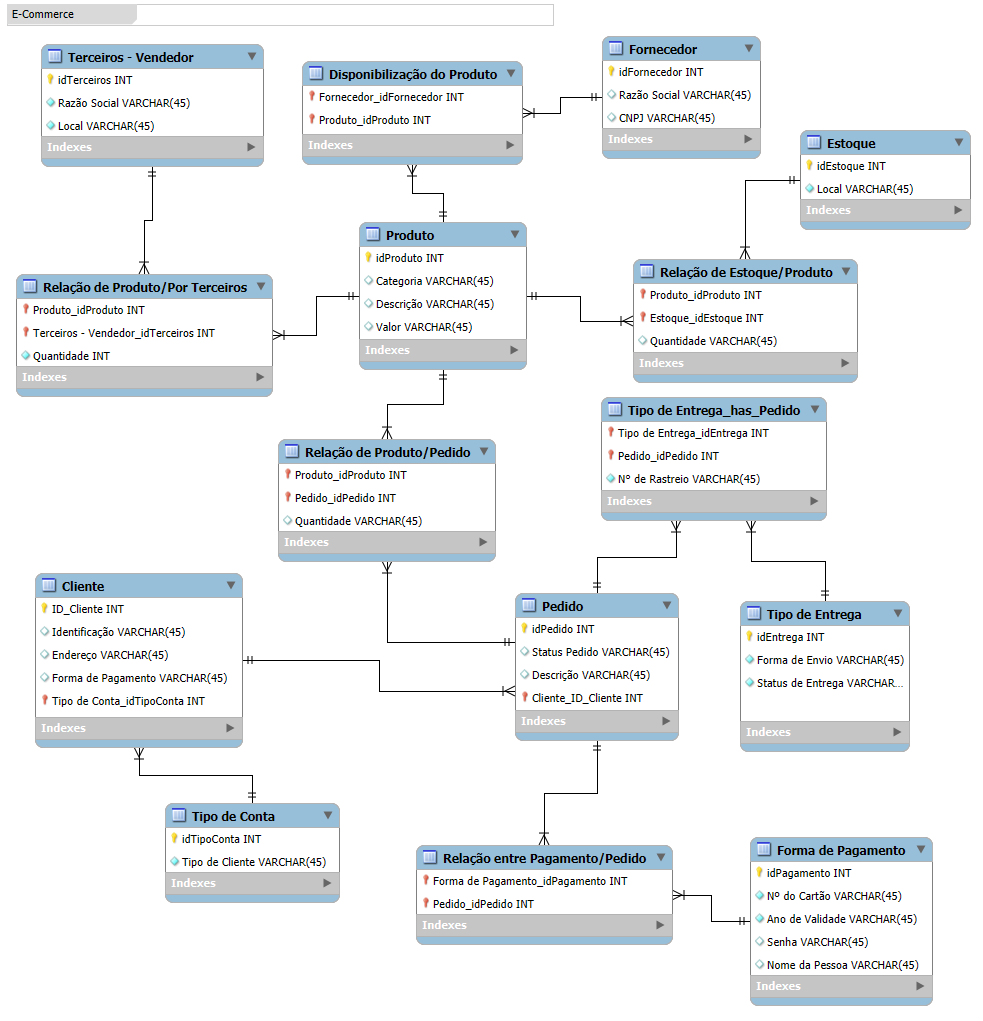 E-Commerce
Terceiros - Vendedor
idTerceiros INT
Razão Social VARCHAR(45)
Local VARCHAR(45)
Indexes
Disponibilização do Produto
Fornecedor_idFornecedor INT
Produto_idProduto INT
Indexes
Fornecedor
idFornecedor INT
Razão Social VARCHAR(45)
CNPJ VARCHAR(45)
Indexes
Estoque
idEstoque INT
Local VARCHAR(45)
Indexes
Relação de Produto/Por Terceiros
Produto_idProduto INT
Terceiros - Vendedor_idTerceiros INT
Quantidade INT
Indexes
Produto
idProduto INT
Categoria VARCHAR(45)
Descrição VARCHAR(45)
Valor VARCHAR(45)
Indexes
Relação de Estoque/Produto
Produto_idProduto INT
Estoque_idEstoque INT
Quantidade VARCHAR(45)
Indexes
Relação de Produto/Pedido
Produto_idProduto INT
Pedido_idPedido INT
Quantidade VARCHAR(45)
Indexes
Tipo de Entrega_has_Pedido
Tipo de Entrega_idEntrega INT
Pedido_idPedido INT
N° de Rastreio VARCHAR(45)
Indexes
Cliente
ID_Cliente INT
Identificação VARCHAR(45)
Endereço VARCHAR(45)
Forma de Pagamento VARCHAR(45)
Tipo de Conta_idTipoConta INT
Indexes
Pedido
idPedido INT
Status Pedido VARCHAR(45)
Descrição VARCHAR(45)
Cliente_ID_Cliente INT
Indexes
Tipo de Entrega
idEntrega INT
Forma de Envio VARCHAR(45)
Status de Entrega VARCHAR...
Indexes
Tipo de Conta
idTipoConta INT
Tipo de Cliente VARCHAR(45)
Indexes
Relação entre Pagamento/Pedido
Forma de Pagamento_idPagamento INT
Pedido_idPedido INT
Indexes
Forma de Pagamento
idPagamento INT
Nº do Cartão VARCHAR(45)
Ano de Validade VARCHAR(45)
Senha VARCHAR(45)
Nome da Pessoa VARCHAR(45)
Indexes